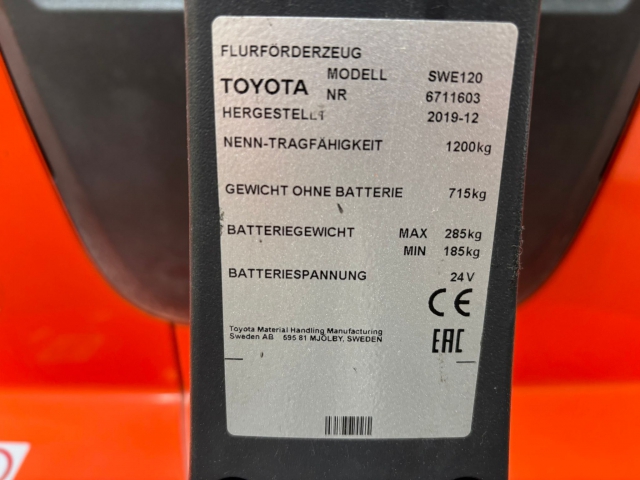 FLURFÖRDERZEUG
TOYOTA MODELL SWE120
NR 6711603
HERGESTELLT 2019-12
NENN-TRAGFÄHIGKEIT 1200kg
GEWICHT OHNE BATTERIE 715kg
BATTERIEGEWICHT MAX 285kg
MIN 185kg
BATTERIESPANNUNG 24V
CE
EAC
Toyota Material Handling Manufacturing
Sweden AB 595 81 MJÖLBY, SWEDEN